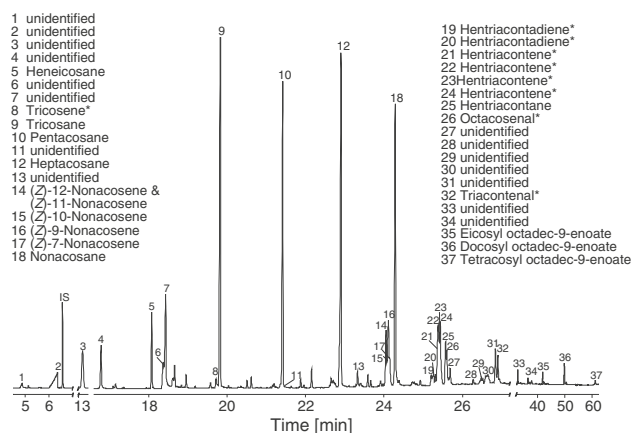 1 unidentified
2 unidentified
3 unidentified
4 unidentified
5 Heneicosane
6 unidentified
7 unidentified
8 Tricosene*
9 Tricosane
10 Pentacosane
11 unidentified
12 Heptacosane
13 unidentified
14 (Z)-12-Nonacosene &
(Z)-11-Nonacosene
15 (Z)-10-Nonacosene
16 (Z)-9-Nonacosene
17 (Z)-7-Nonacosene
18 Nonacosane
19 Hentriacontadiene*
20 Hentriacontadiene*
21 Hentriacontene*
22 Hentriacontene*
23Hentriacontene*
24 Hentriacontene*
25 Hentriacontane
26 Octacosenal*
27 unidentified
28 unidentified
29 unidentified
30 unidentified
31 unidentified
32 Triacontenal*
33 unidentified
34 unidentified
35 Eicosyl octadec-9-enoate
36 Docosyl octadec-9-enoate
37 Tetracosyl octadec-9-enoate
9
12
10
18
IS
7
5
4
3
2
1
6
8
11
13
14
16
17
15
23
22
24
21
20
19
25
26
27
28
29
30
31
32
33
34
35
36
37
5 6 13 18 20 22 24 26 40 50 60
Time [min]